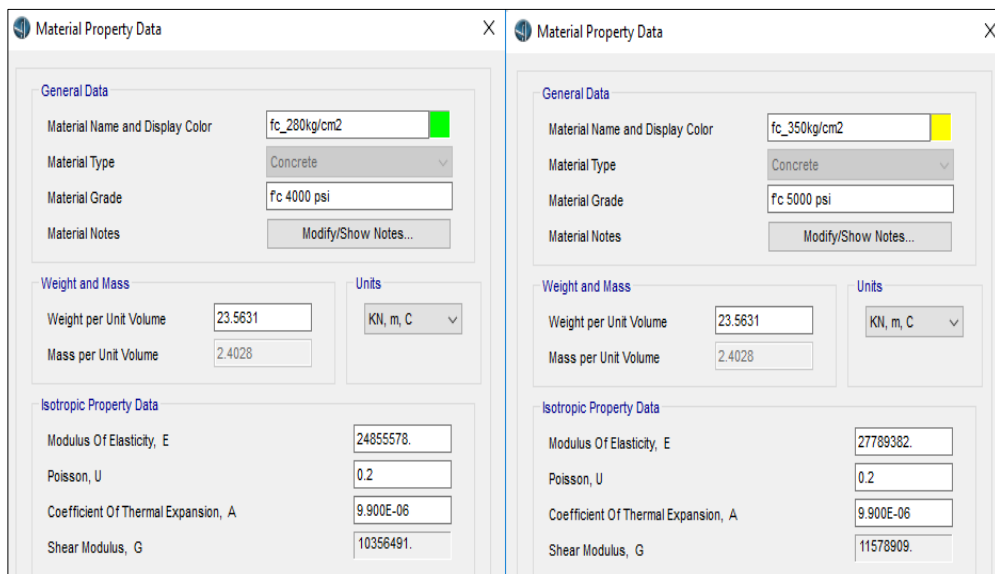 Material Property Data X
General Data
Material Name and Display Color fc_280kg/cm2
Material Type Concrete
Material Grade f'c 4000 psi
Material Notes Modify/Show Notes...
Weight and Mass Units
Weight per Unit Volume 23.5631 KN, m, C
Mass per Unit Volume 2.4028
Isotropic Property Data
Modulus Of Elasticity, E 24855578.
Poisson, U 0.2
Coefficient Of Thermal Expansion, A 9.900E-06
Shear Modulus, G 10356491.
Material Property Data X
General Data
Material Name and Display Color fc_350kg/cm2
Material Type Concrete
Material Grade f'c 5000 psi
Material Notes Modify/Show Notes...
Weight and Mass Units
Weight per Unit Volume 23.5631 KN, m, C
Mass per Unit Volume 2.4028
Isotropic Property Data
Modulus Of Elasticity, E 27789382.
Poisson, U 0.2
Coefficient Of Thermal Expansion, A 9.900E-06
Shear Modulus, G 11578909.